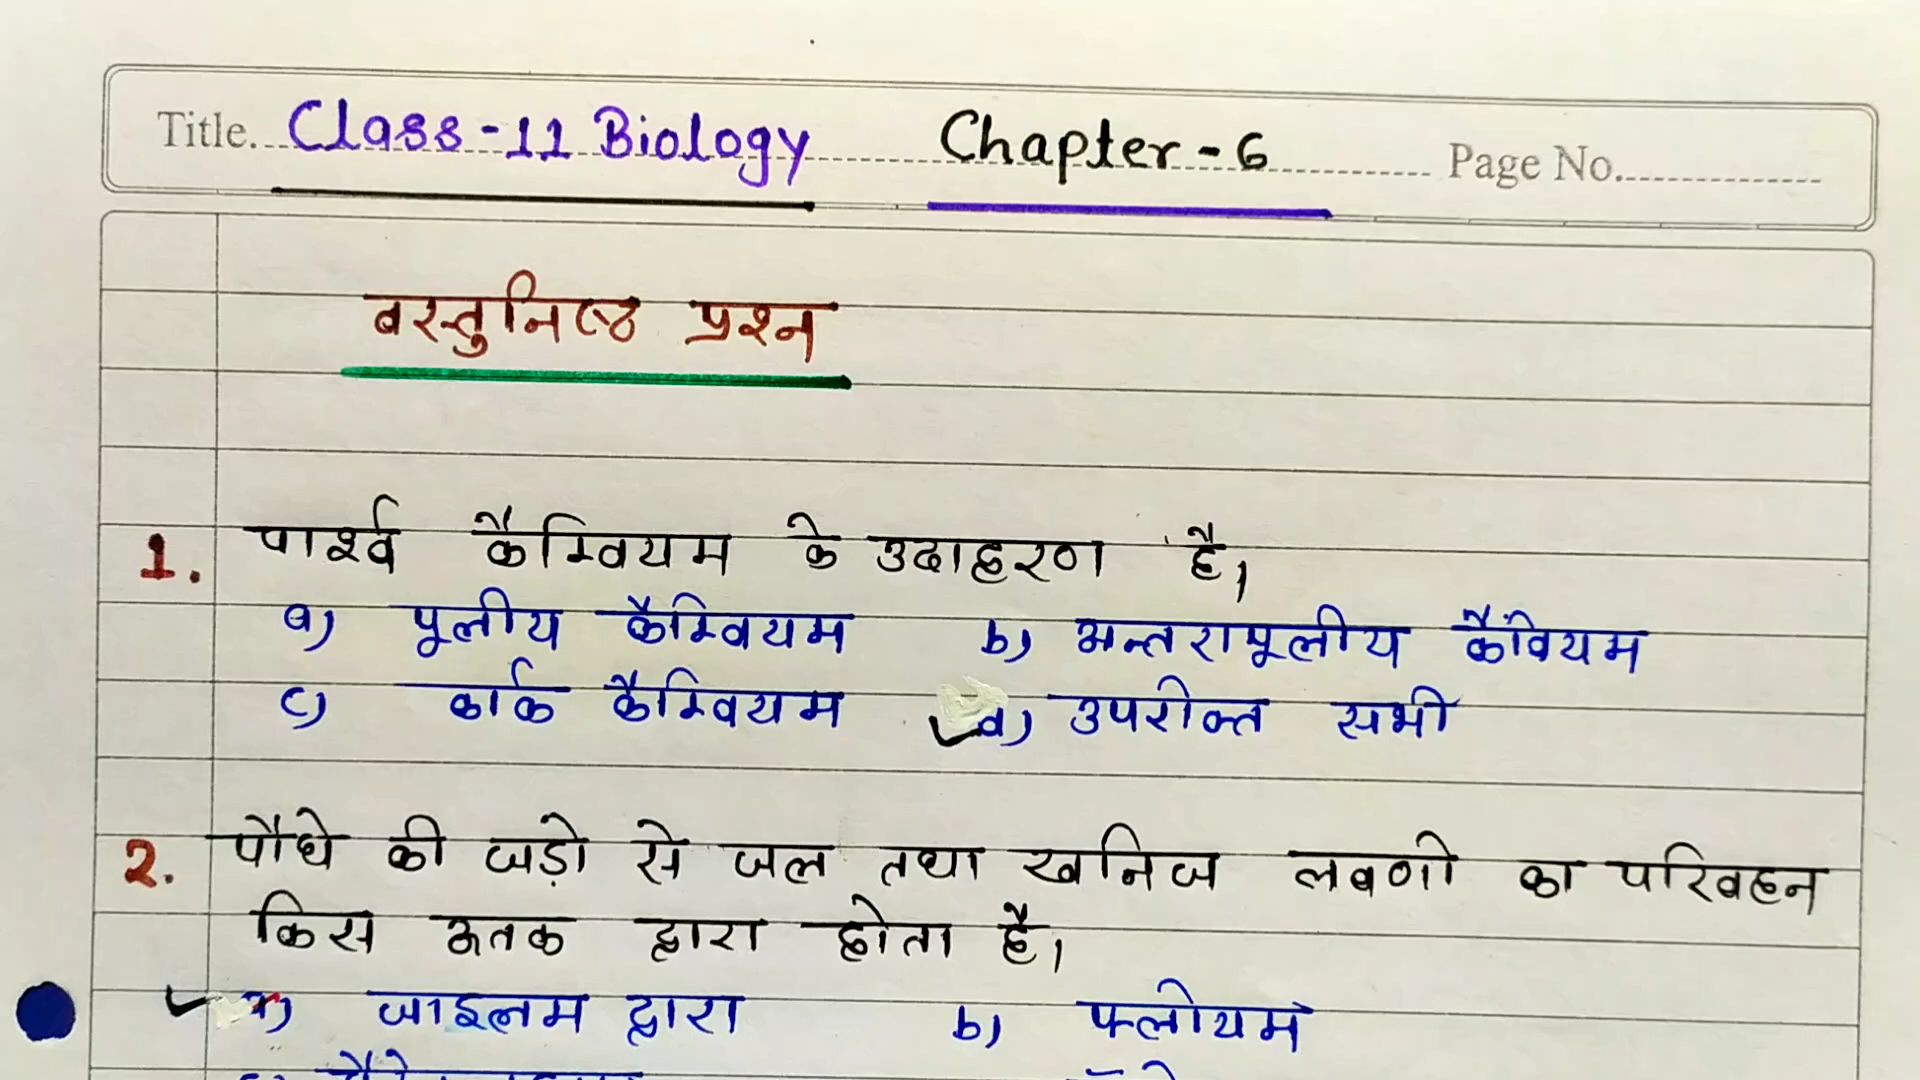 Title. Class-11 Biology Chapter-6 Page No.
वस्तुनिष्ठ प्रश्न
1. पार्श्व कैम्बियम के उदाहरण है।
a) पूलीय कैम्बियम b) अन्तरापूलीय कैंबियम
c) कार्क कैम्बियम d) उपरोक्त सभी
2. पौधे की जड़ो से जल तथा खनिज लवणो का परिवहन
किस ऊतक द्वारा होता है।
a) जाइलम द्वारा b) फ्लोयम